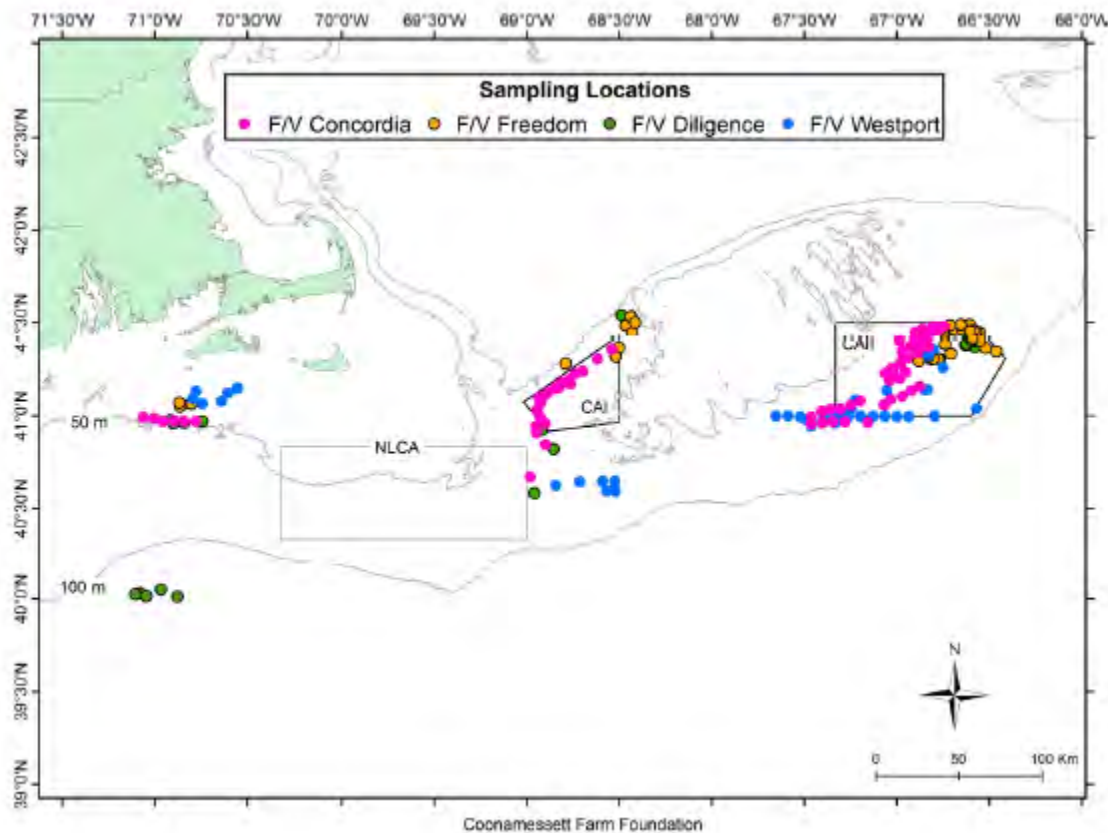 71°30'W 71°0'W 70°30'W 70°0'W 69°30'W 69°0'W 68°30'W 68°0'W 67°30'W 67°0'W 66°30'W 66°0'W
Sampling Locations
F/V Concordia F/V Freedom F/V Diligence F/V Westport
42°30'N
42°0'N
41°30'N
41°0'N
40°30'N
40°0'N
39°30'N
39°0'N
CAII
CAI
50 m
NLCA
100 m
N
0 50 100 Km
Coonamessett Farm Foundation